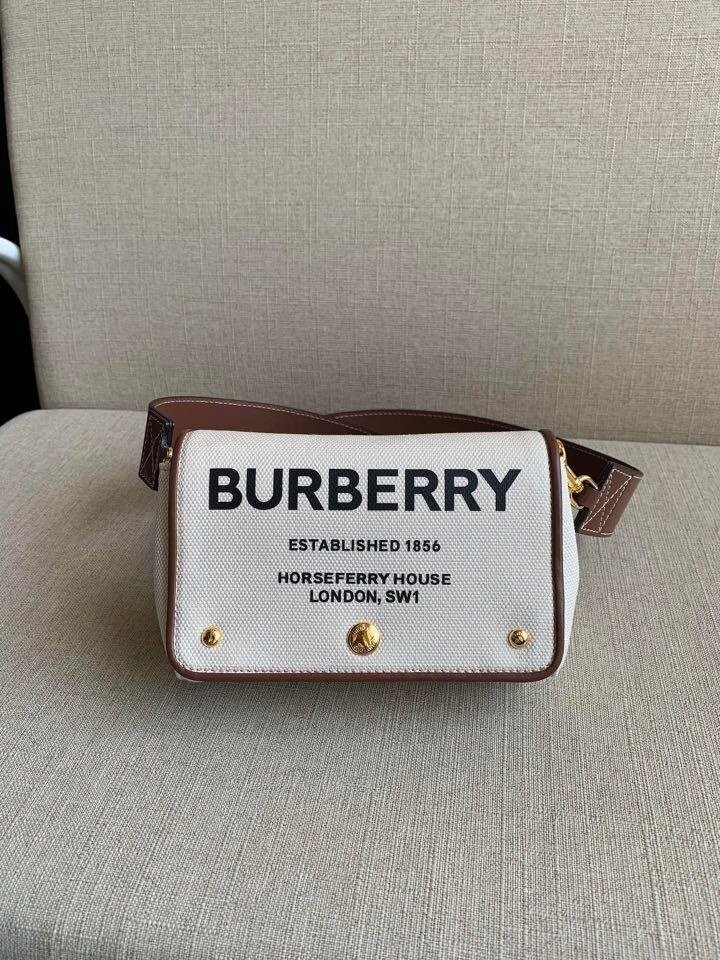 BURBERRY
ESTABLISHED 1856
HORSEFERRY HOUSE
LONDON, SW1